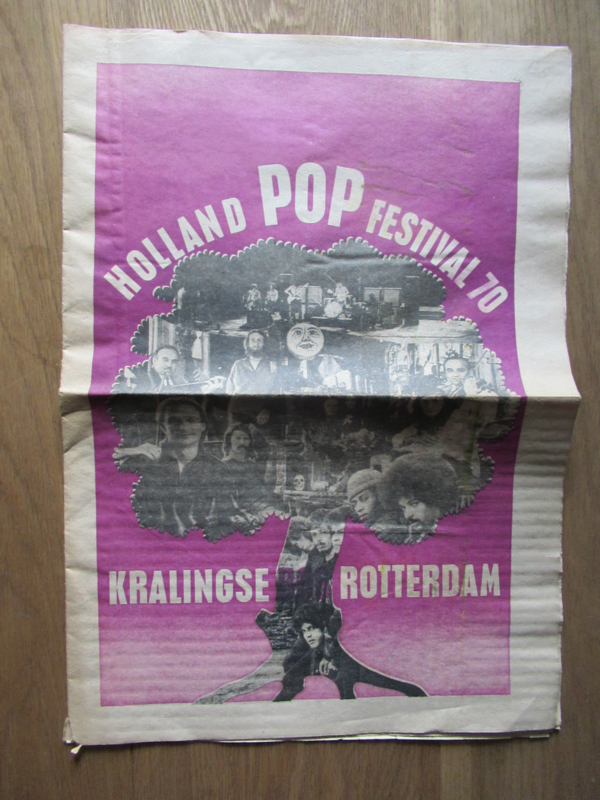 HOLLAND POP FESTIVAL 70
KRALINGSE ROTTERDAM